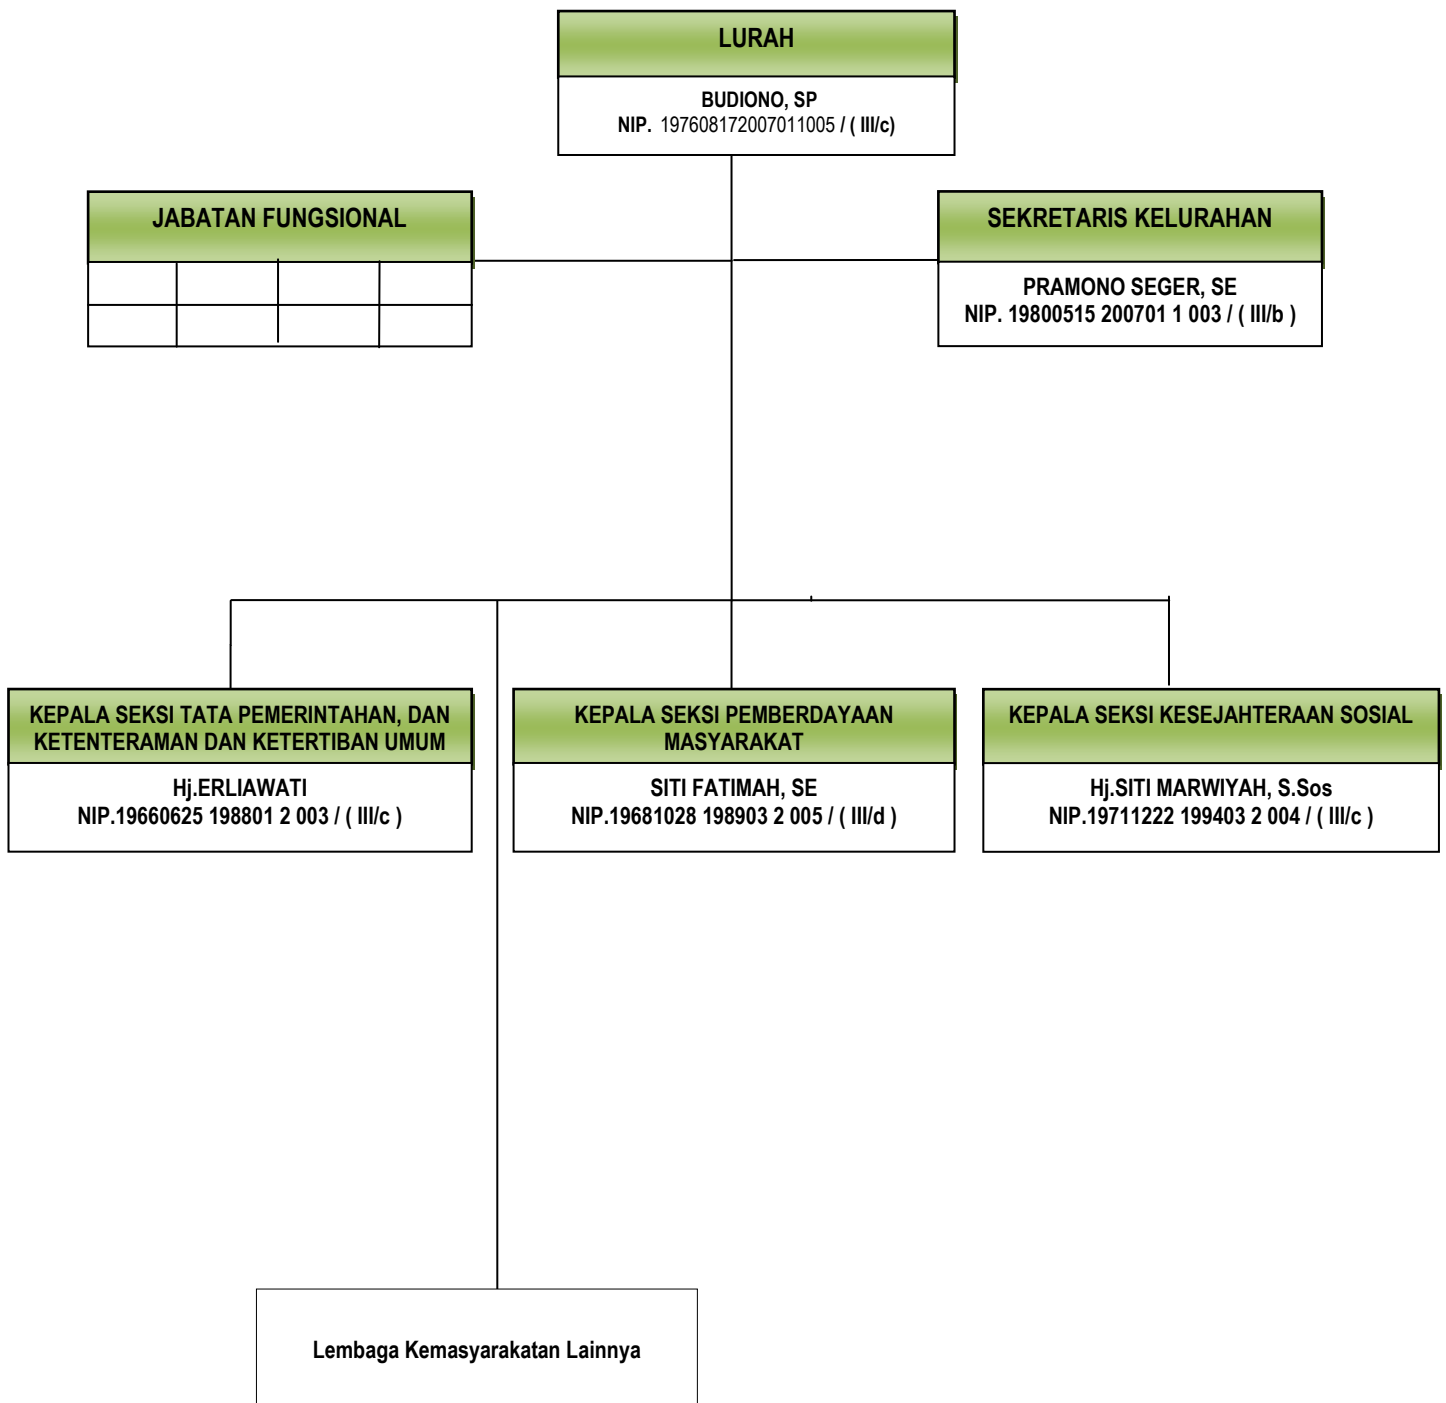 LURAH
BUDIONO, SP
NIP. 197608172007011005 / ( III/c)
JABATAN FUNGSIONAL
SEKRETARIS KELURAHAN
PRAMONO SEGER, SE
NIP. 19800515 200701 1 003 / ( III/b )
KEPALA SEKSI TATA PEMERINTAHAN, DAN
KETENTERAMAN DAN KETERTIBAN UMUM
Hj.ERLIAWATI
NIP.19660625 198801 2 003 / ( III/c )
KEPALA SEKSI PEMBERDAYAAN
MASYARAKAT
SITI FATIMAH, SE
NIP.19681028 198903 2 005 / ( III/d )
KEPALA SEKSI KESEJAHTERAAN SOSIAL
Hj.SITI MARWIYAH, S.Sos
NIP.19711222 199403 2 004 / ( III/c )
Lembaga Kemasyarakatan Lainnya